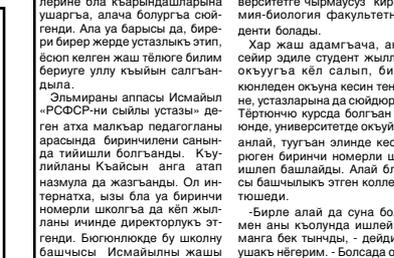 лерине бла къарындашларына
ушаргъа, алача болургъа сюй-
генди. Ала уа барысы да, бире-
ри бирер жерде устазлыкъ этип,
ёсюп келген жаш тёлюге билим
бериуге уллу къыйын салгъан-
дыла.
Эльмираны аппасы Исмайыл
«РСФСР-ни сыйлы устазы» де-
ген атха малкъар педагогланы
арасында биринчилени санын-
да тийишли болгъанды. Къу-
лийланы Къайсын анга атап
назмула да жазгъанды. Ол ин-
тернатха, ызы бла уа биринчи
номерли школгъа да кёп жыл-
ланы ичинде директорлукъ эт-
генди. Бюгюнлюкде бу школну
башчысы Исмайылны жашы
верситетге чырмаусуз кир
мия-биология факультетн
денти болады.
Хар жаш адамгъача, ан
сейир эдиле студент жылл
окъуугъа кёл салып, би
кюнледен окъуна кесин тен
не, устазларына да сюйдюр
Тёртюнчю курсда болгъан
юнде, университетде окъуй
анлай, туугъан элинде кес
рюген биринчи номерли ш
ишлеп башлайды. Алай бл
сы башчылыкъ этген колле
тюшеди.
-Бирле алай да суна бо
мен аны къолунда ишлей
манга бек тынчды, - дейди
ушакъ нёгерим. - Болсада о